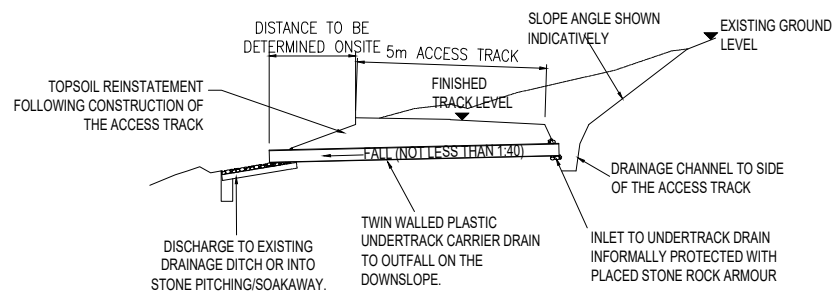 DISTANCE TO BE
DETERMINED ONSITE
5m ACCESS TRACK
SLOPE ANGLE SHOWN
INDICATIVELY
EXISTING GROUND
LEVEL
TOPSOIL REINSTATEMENT
FOLLOWING CONSTRUCTION OF
THE ACCESS TRACK
FINISHED
TRACK LEVEL
FALL (NOT LESS THAN 1:40)
DRAINAGE CHANNEL TO SIDE
OF THE ACCESS TRACK
DISCHARGE TO EXISTING
DRAINAGE DITCH OR INTO
STONE PITCHING/SOAKAWAY.
TWIN WALLED PLASTIC
UNDERTRACK CARRIER DRAIN
TO OUTFALL ON THE
DOWNSLOPE.
INLET TO UNDERTRACK DRAIN
INFORMALLY PROTECTED WITH
PLACED STONE ROCK ARMOUR